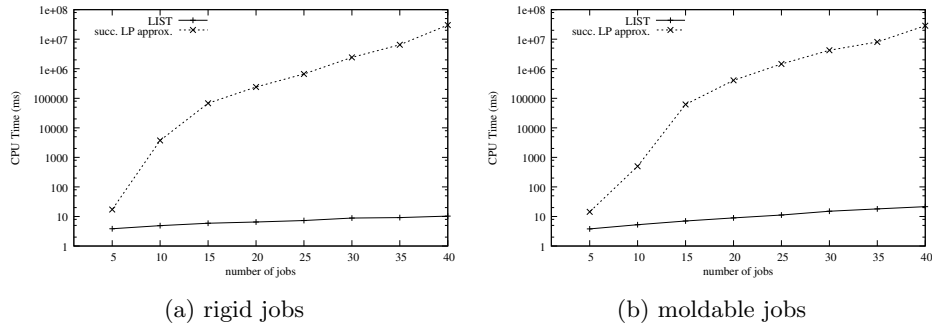 1e+08
1e+07
1e+06
100000
10000
1000
100
10
1
CPU Time (ms)
LIST
succ. LP approx.
5 10 15 20 25 30 35 40
number of jobs
(a) rigid jobs
1e+08
1e+07
1e+06
100000
10000
1000
100
10
1
CPU Time (ms)
LIST
succ. LP approx.
5 10 15 20 25 30 35 40
number of jobs
(b) moldable jobs